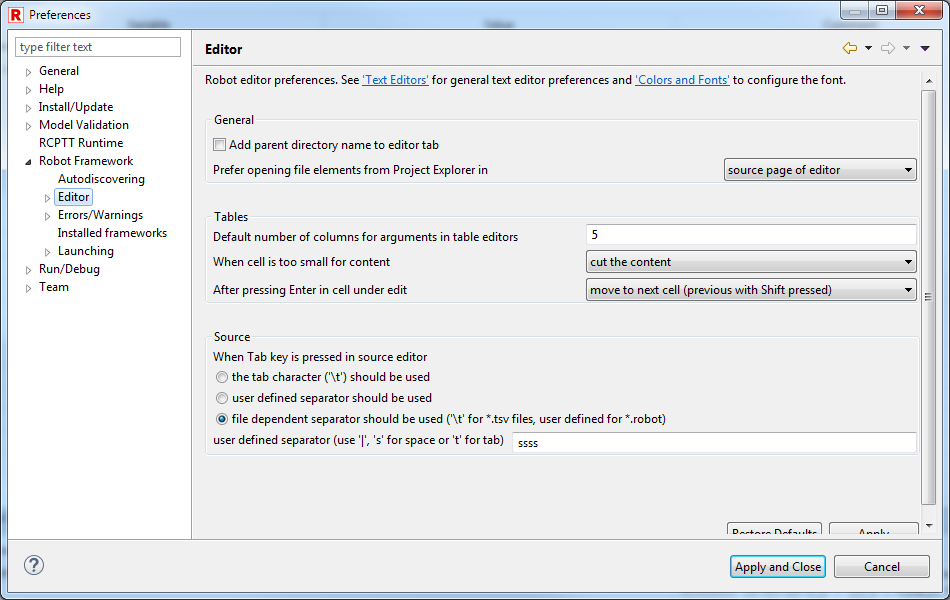 R Preferences
type filter text
General
Help
Install/Update
Model Validation
RCPTT Runtime
Robot Framework
Autodiscovering
Editor
Errors/Warnings
Installed frameworks
Launching
Run/Debug
Team
Editor
Robot editor preferences. See 'Text Editors' for general text editor preferences and 'Colors and Fonts' to configure the font.
General
Add parent directory name to editor tab
Prefer opening file elements from Project Explorer in source page of editor
Tables
Default number of columns for arguments in table editors 5
When cell is too small for content cut the content
After pressing Enter in cell under edit move to next cell (previous with Shift pressed)
Source
When Tab key is pressed in source editor
the tab character ('\t') should be used
user defined separator should be used
file dependent separator should be used ('\t' for *.tsv files, user defined for *.robot)
user defined separator (use '|', 's' for space or 't' for tab) ssss
Restore Defaults Apply
? Apply and Close Cancel